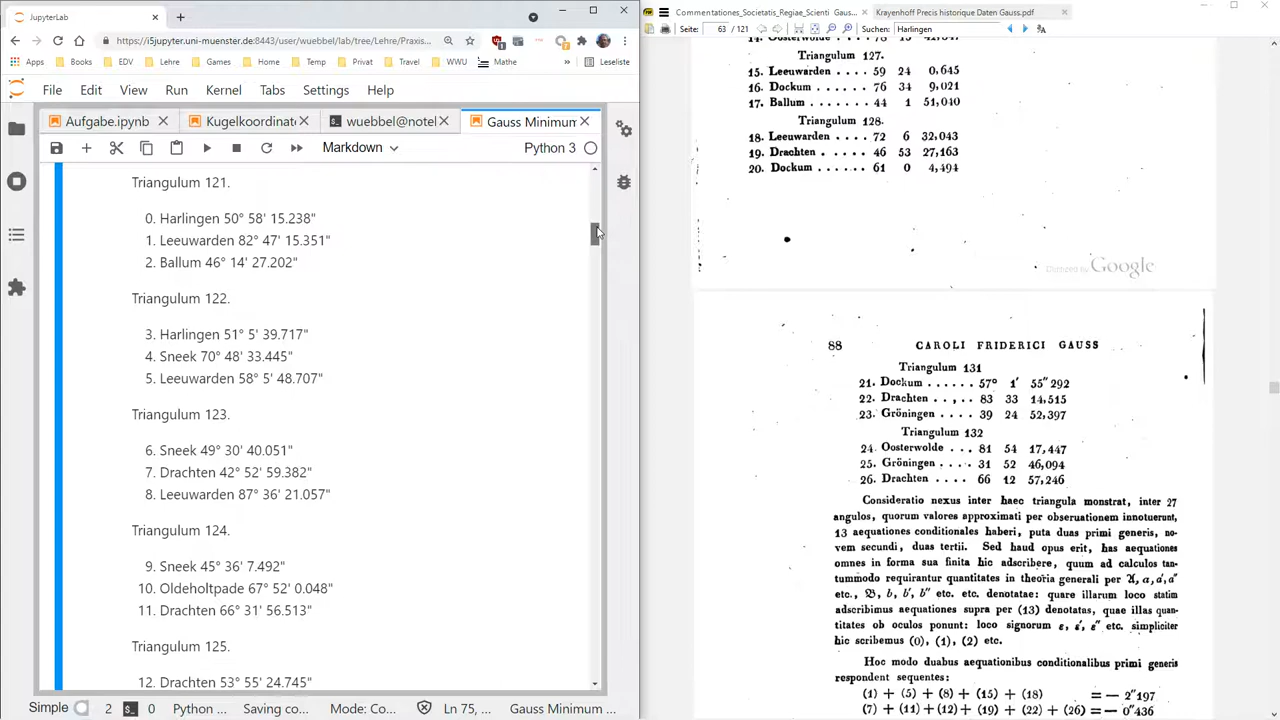 JupyterLab
Commentationes_Societatis_Regiae_Scienti
Krayenhoff Precis historique Daten Gauss.pdf
Seite: 63 / 121 Suchen: Harlingen
Apps Books EDV Lehre Games Home Temp Privat Travel WWU Mathe Leseliste
File Edit View Run Kernel Tabs Settings Help
Aufgabe.ipynb
Kugelkoordinate
wuebbel@notel
Gauss Minimum
Markdown
Python 3
Triangulum 121.
0. Harlingen 50° 58' 15.238"
1. Leeuwarden 82° 47' 15.351"
2. Ballum 46° 14' 27.202"
Triangulum 122.
3. Harlingen 51° 5' 39.717"
4. Sneek 70° 48' 33.445"
5. Leeuwarden 58° 5' 48.707"
Triangulum 123.
6. Sneek 49° 30' 40.051"
7. Drachten 42° 52' 59.382"
8. Leeuwarden 87° 36' 21.057"
Triangulum 124.
9. Sneek 45° 36' 7.492"
10. Oldeholtpade 67° 52' 0.048"
11. Drachten 66° 31' 56.513"
Triangulum 125.
12. Drachten 53° 55' 24.745"
Simple 2 0 Python ... Saving co... Mode: Co... Ln 75, ... Gauss Minimum ...
Triangulum 127.
15. Leeuwarden .... 59 24 0,645
16. Dockum ....... 76 34 9,021
17. Ballum ....... 44 1 51,040
Triangulum 128.
18. Leeuwarden .... 72 6 32,043
19. Drachten ..... 46 53 27,163
20. Dockum ...... 61 0 4,494
Digitized by Google
88 CAROLI FRIDERICI GAUSS
Triangulum 131
21. Dockum ...... 57° 1' 55"292
22. Drachten ..,.. 83 33 14,515
23. Gröningen .... 39 24 52,397
Triangulum 132
24. Oosterwolde ... 81 54 17,447
25. Gröningen .... 31 52 46,094
26. Drachten .... 66 12 57,246
Consideratio nexus inter haec triangula monstrat, inter 27
angulos, quorum valores approximati per obseruationem innotuerunt,
13 aequationes conditionales haberi, puta duas primi generis, no-
vem secundi, duas tertii. Sed haud opus erit, has aequationes
omnes in forma sua finita hic adscribere, quum ad calculos tan-
tummodo requirantur quantitates in theoria generali per 𝔄, a, a', a"
etc., 𝔅, b, b', b" etc. etc. denotatae: quare illarum loco statim
adscribimus aequationes supra per (13) denotatas, quae illas quan-
titates ob oculos ponunt: loco signorum ε, ε', ε" etc. simpliciter
hic scribemus (0), (1), (2) etc.
Hoc modo duabus aequationibus conditionalibus primi generis
respondent sequentes:
(1) + (5) + (8) + (15) + (18) = — 2"197
(7) + (11) + (12) + (19) + (22) + (26) = — 0"436